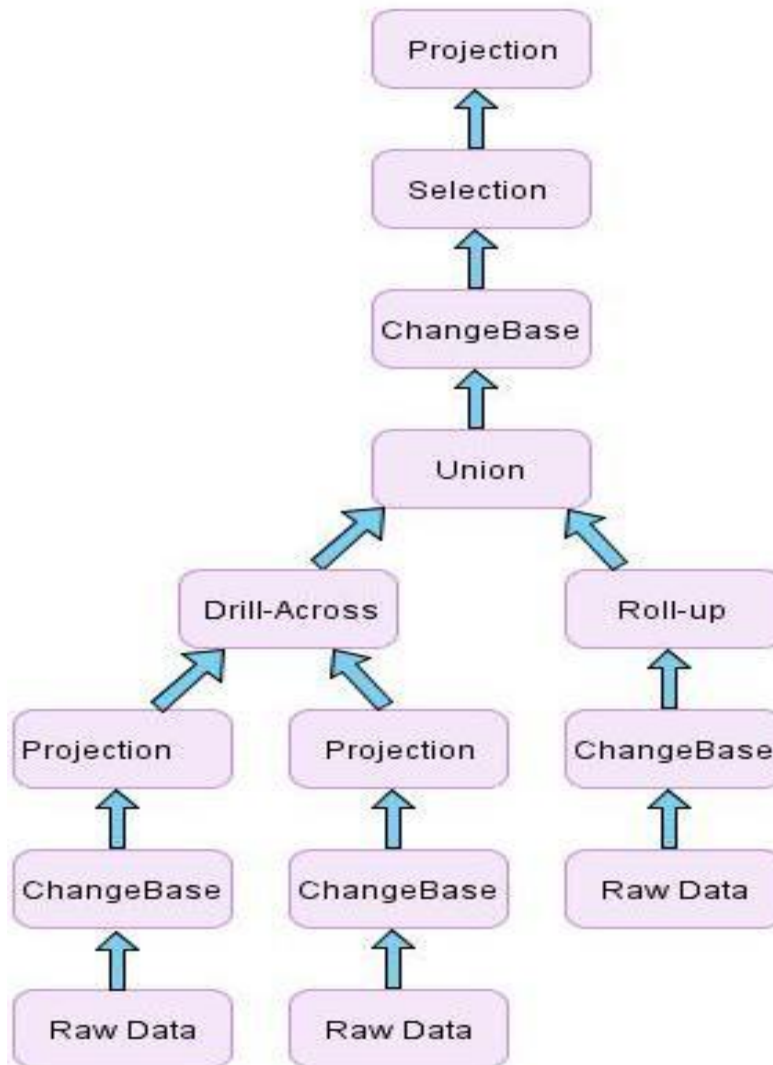 Projection
Selection
ChangeBase
Union
Drill-Across
Roll-up
Projection
Projection
ChangeBase
ChangeBase
ChangeBase
Raw Data
Raw Data
Raw Data